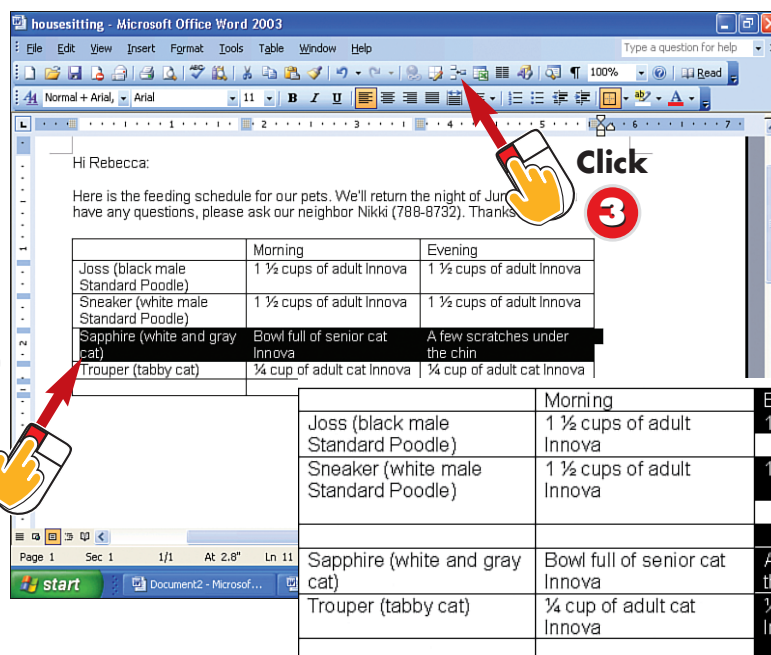 housesitting - Microsoft Office Word 2003
File Edit View Insert Format Tools Table Window Help Type a question for help
100% Read
Normal + Arial, Arial 11 B I U
1 2 3 4 5 6 7
Hi Rebecca:
Click
3
Here is the feeding schedule for our pets. We'll return the night of
have any questions, please ask our neighbor Nikki (788-8732).
Morning Evening
Joss (black male 1 ½ cups of adult Innova 1 ½ cups of adult Innova
Standard Poodle)
Sneaker (white male 1 ½ cups of adult Innova 1 ½ cups of adult Innova
Standard Poodle)
Sapphire (white and gray Bowl full of senior cat A few scratches under
cat) Innova the chin
Trouper (tabby cat) ¼ cup of adult cat Innova ¼ cup of adult cat Innova
Page 1 Sec 1 1/1 At 2.8" Ln 11
start Document2 - Microsof...
Morning
Joss (black male 1 ½ cups of adult
Standard Poodle) Innova
Sneaker (white male 1 ½ cups of adult
Standard Poodle) Innova
Sapphire (white and gray Bowl full of senior cat
cat) Innova
Trouper (tabby cat) ¼ cup of adult cat
Innova